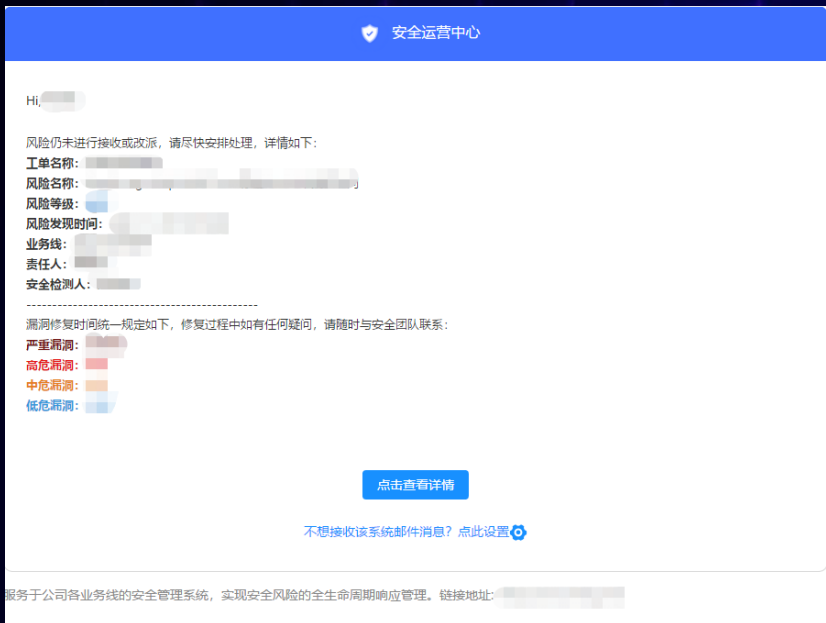 安全运营中心
Hi,
风险仍未进行接收或改派，请尽快安排处理，详情如下：
工单名称：
风险名称：
风险等级：
风险发现时间：
业务线：
责任人：
安全检测人：
--------------------------------------------
漏洞修复时间统一规定如下，修复过程中如有任何疑问，请随时与安全团队联系：
严重漏洞：
高危漏洞：
中危漏洞：
低危漏洞：
点击查看详情
不想接收该系统邮件消息？点此设置
服务于公司各业务线的安全管理系统，实现安全风险的全生命周期响应管理。链接地址: